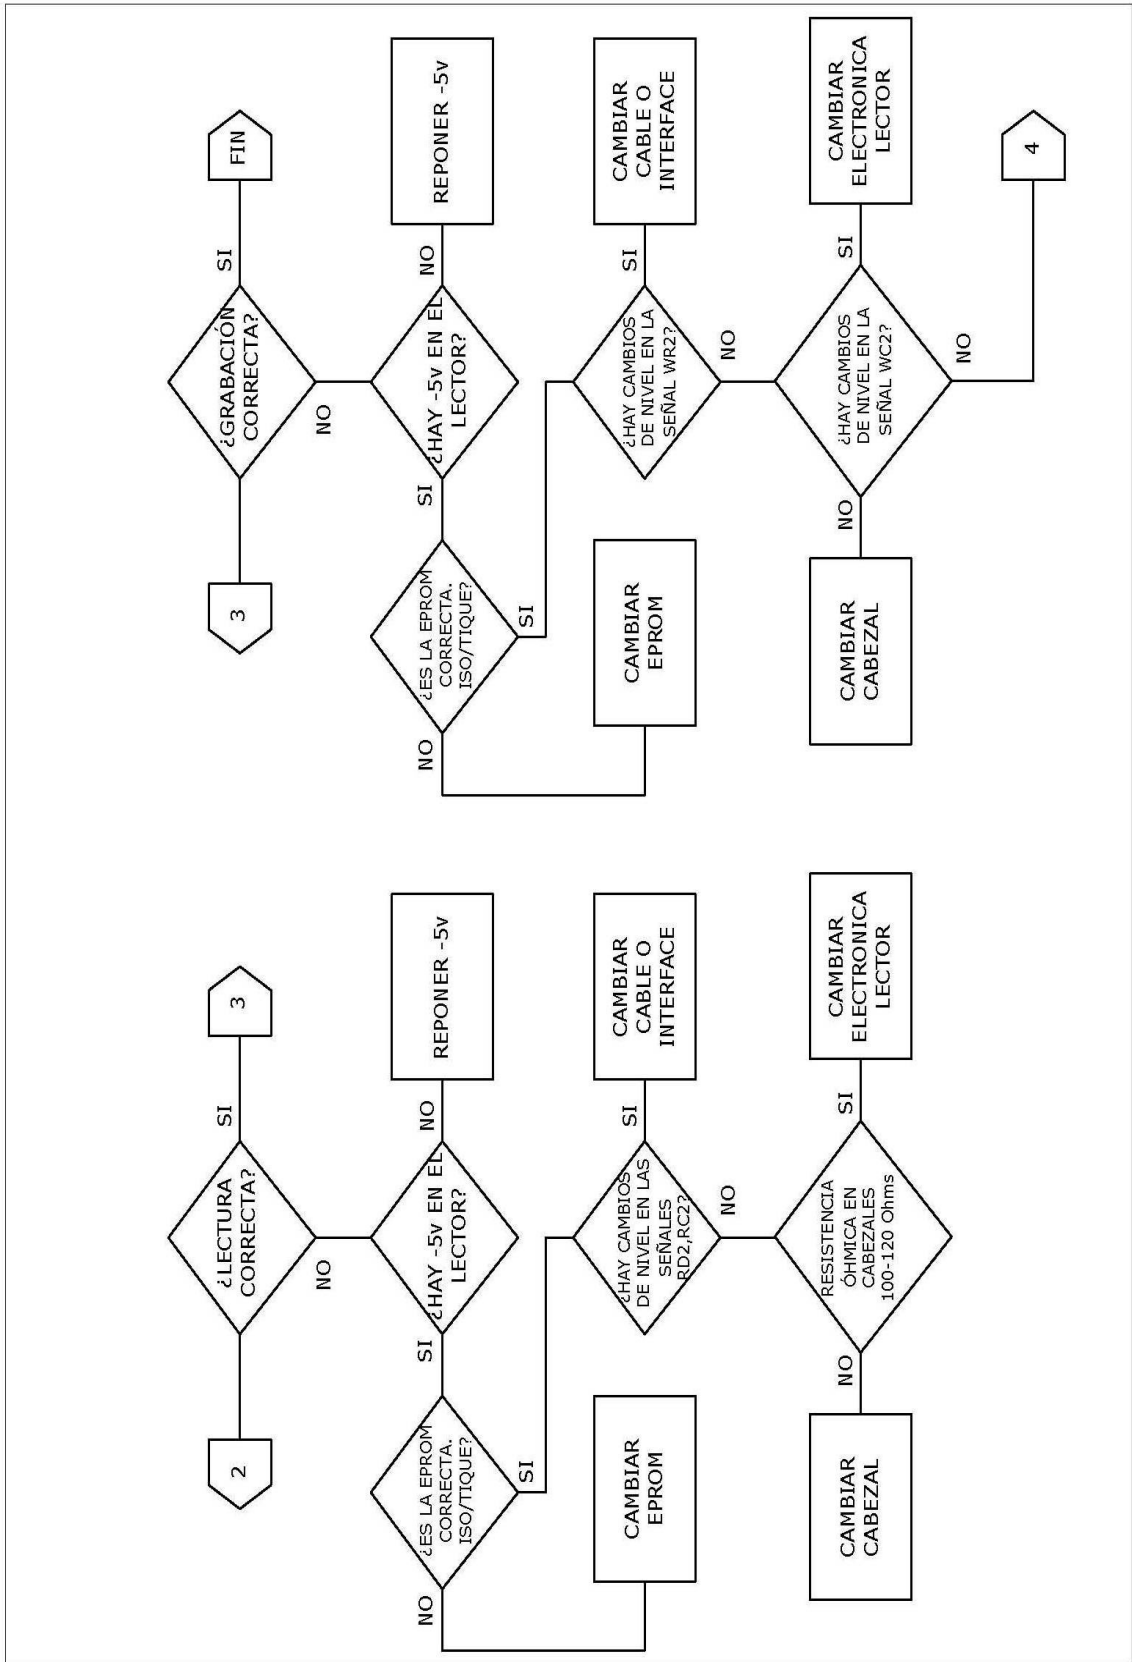 2
¿LECTURA
CORRECTA?
SI
3
NO
¿HAY -5v EN EL
LECTOR?
NO
REPONER -5v
SI
¿ES LA EPROM
CORRECTA.
ISO/TIQUE?
NO
SI
CAMBIAR
EPROM
¿HAY CAMBIOS
DE NIVEL EN LAS
SEÑALES
RD2,RC2?
SI
CAMBIAR
CABLE O
INTERFACE
NO
RESISTENCIA
ÓHMICA EN
CABEZALES
100-120 Ohms
SI
CAMBIAR
ELECTRONICA
LECTOR
NO
CAMBIAR
CABEZAL
3
¿GRABACIÓN
CORRECTA?
SI
FIN
NO
¿HAY -5v EN EL
LECTOR?
NO
REPONER -5v
SI
¿ES LA EPROM
CORRECTA.
ISO/TIQUE?
NO
SI
CAMBIAR
EPROM
¿HAY CAMBIOS
DE NIVEL EN LA
SEÑAL WR2?
SI
CAMBIAR
CABLE O
INTERFACE
NO
¿HAY CAMBIOS
DE NIVEL EN LA
SEÑAL WC2?
SI
CAMBIAR
ELECTRONICA
LECTOR
NO
CAMBIAR
CABEZAL
NO
4